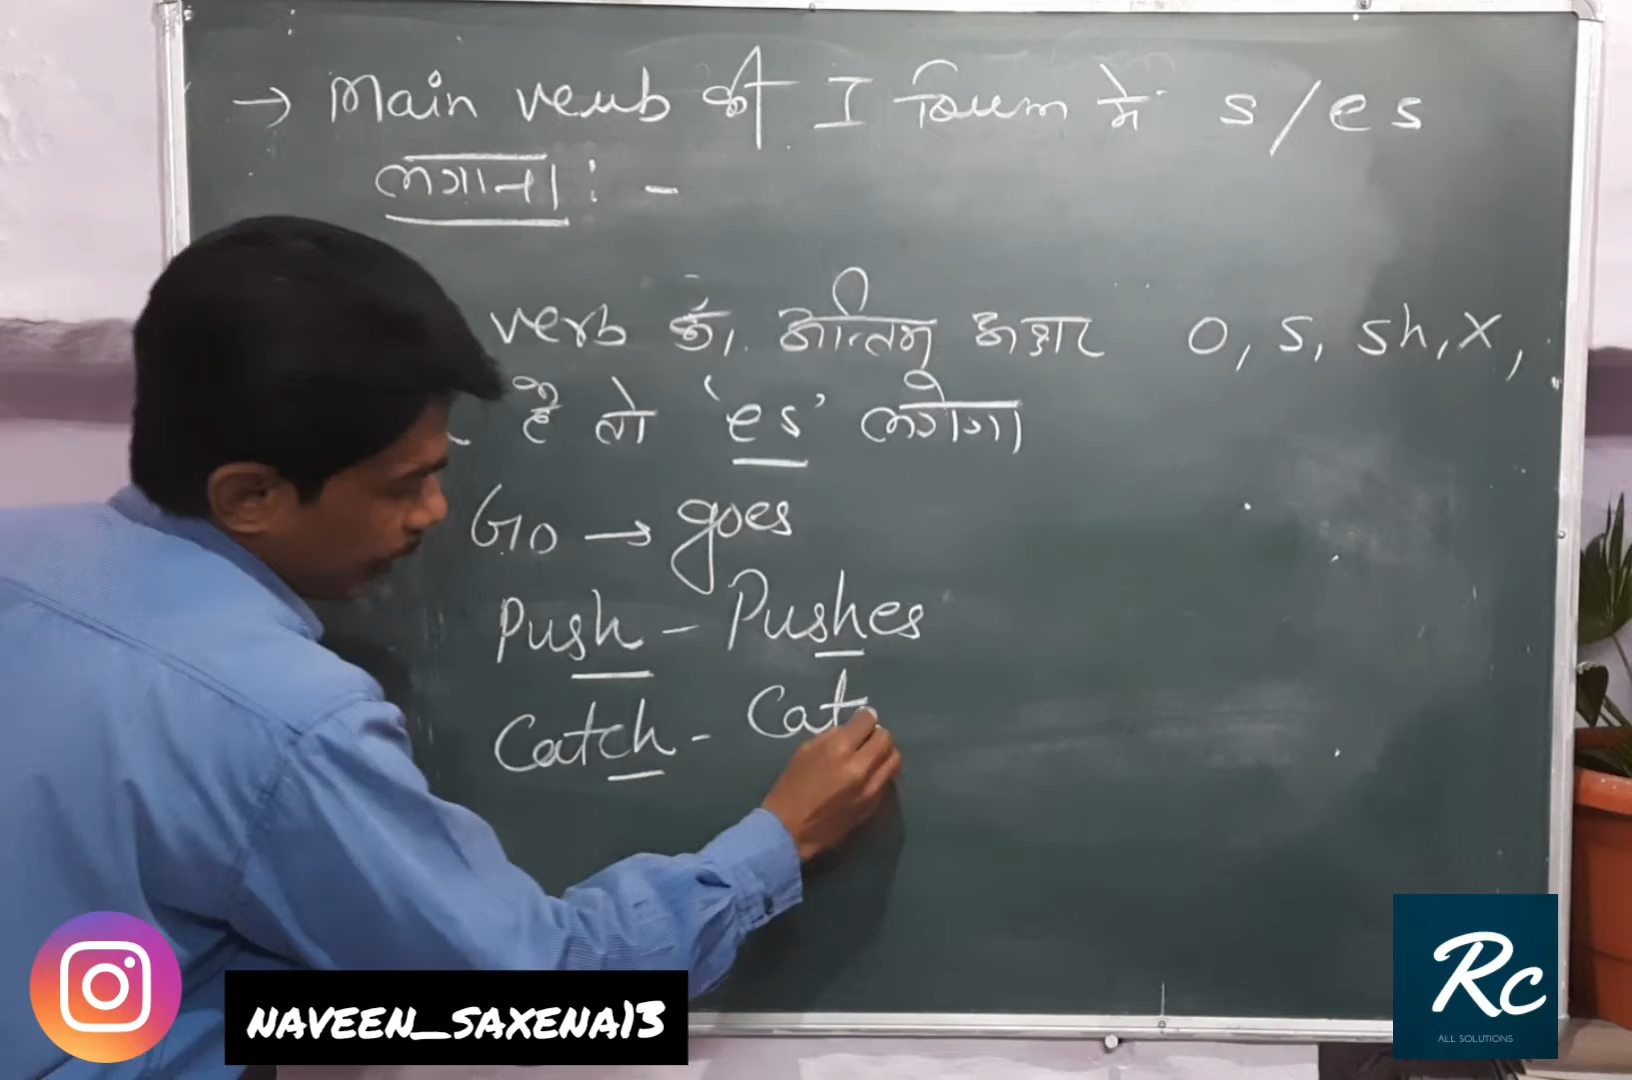 → Main verb की I form में s/es
लगाना : -
verb का अन्तिम अक्षर o, s, sh, x,
है तो 'es' लगेगा
Go → goes
Push - Pushes
Catch - Cat
naveen_saxena13
Rc
ALL SOLUTIONS